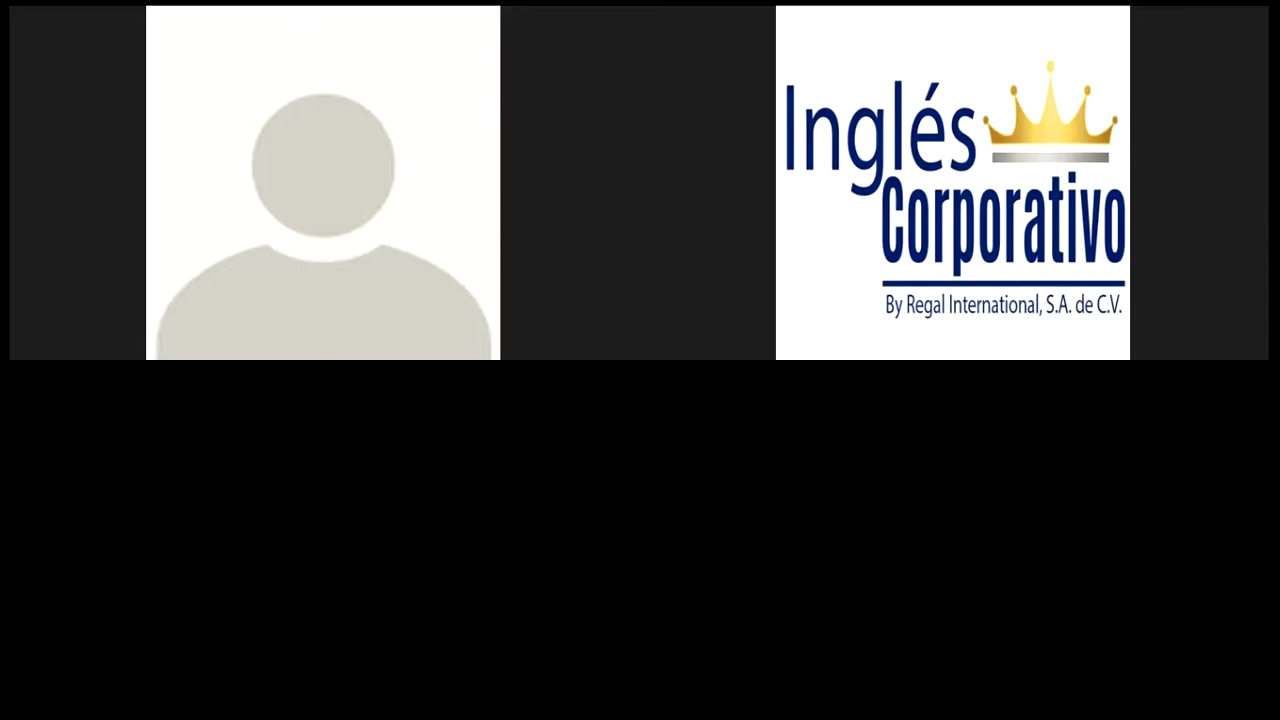 Inglés
Corporativo
By Regal International, S.A. de C.V.